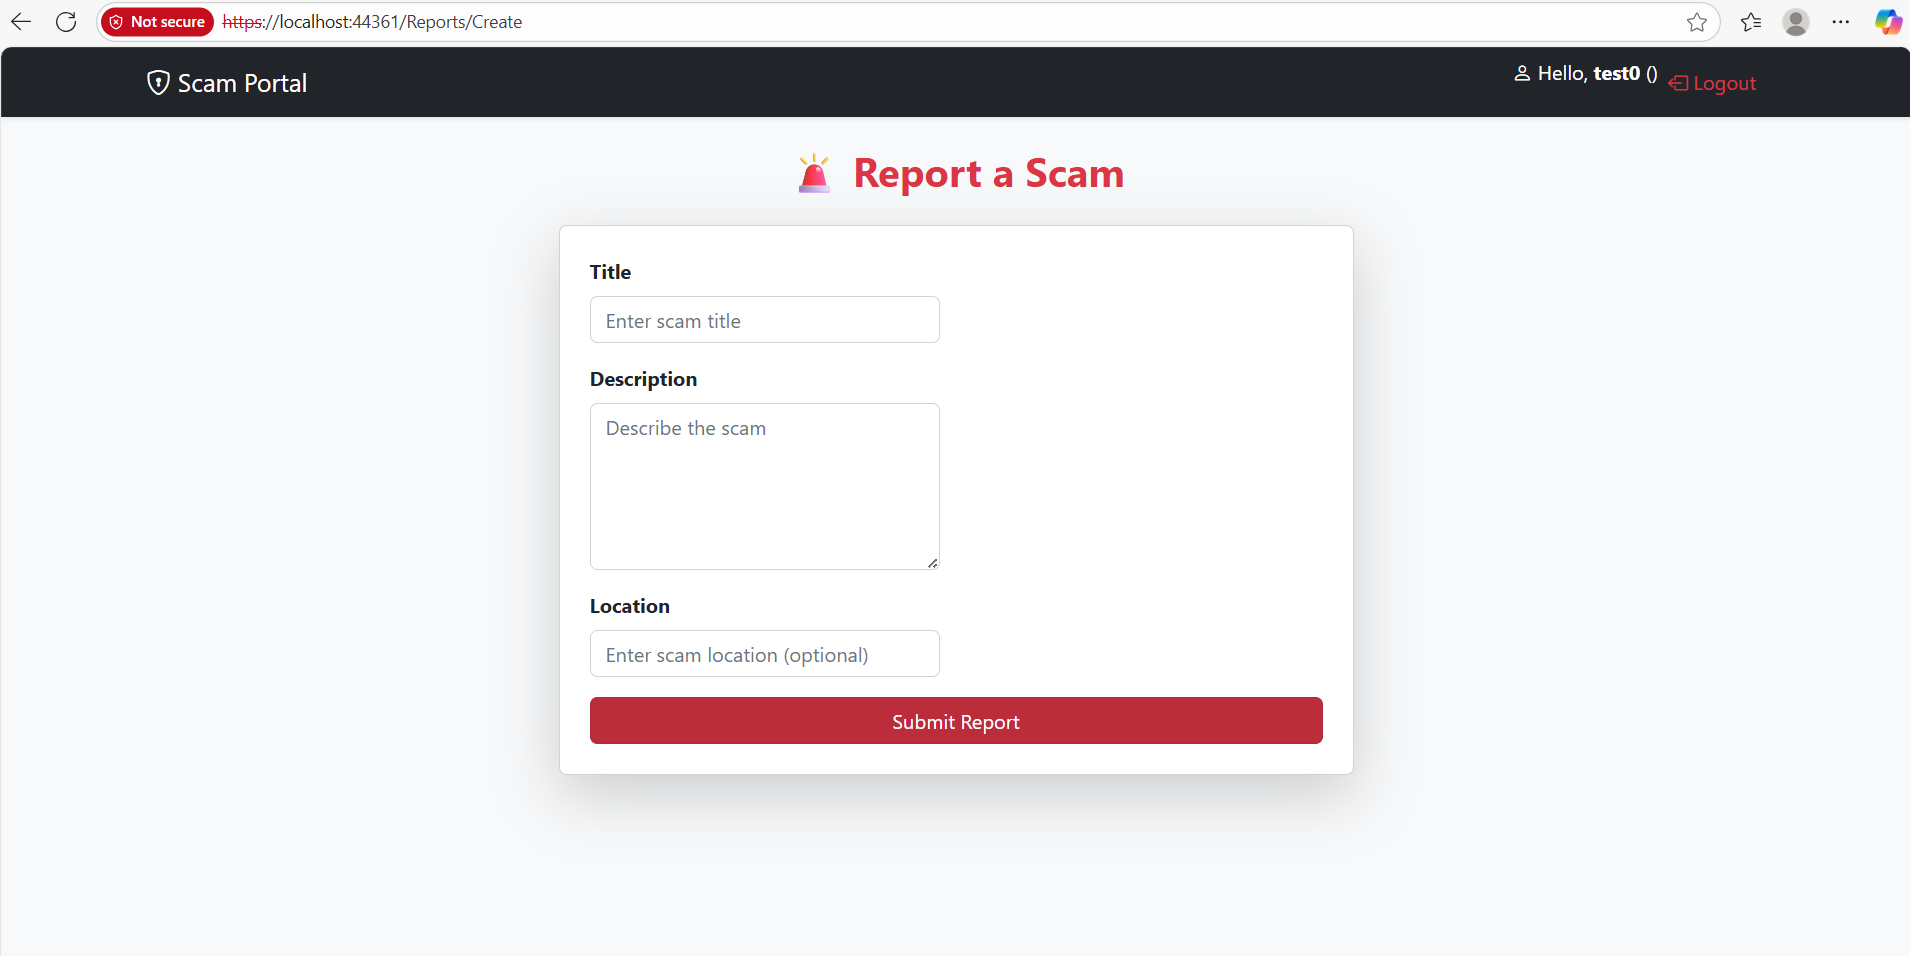 Not secure https://localhost:44361/Reports/Create
Scam Portal
Hello, test0 ()
Logout
Report a Scam
Title
Enter scam title
Description
Describe the scam
Location
Enter scam location (optional)
Submit Report